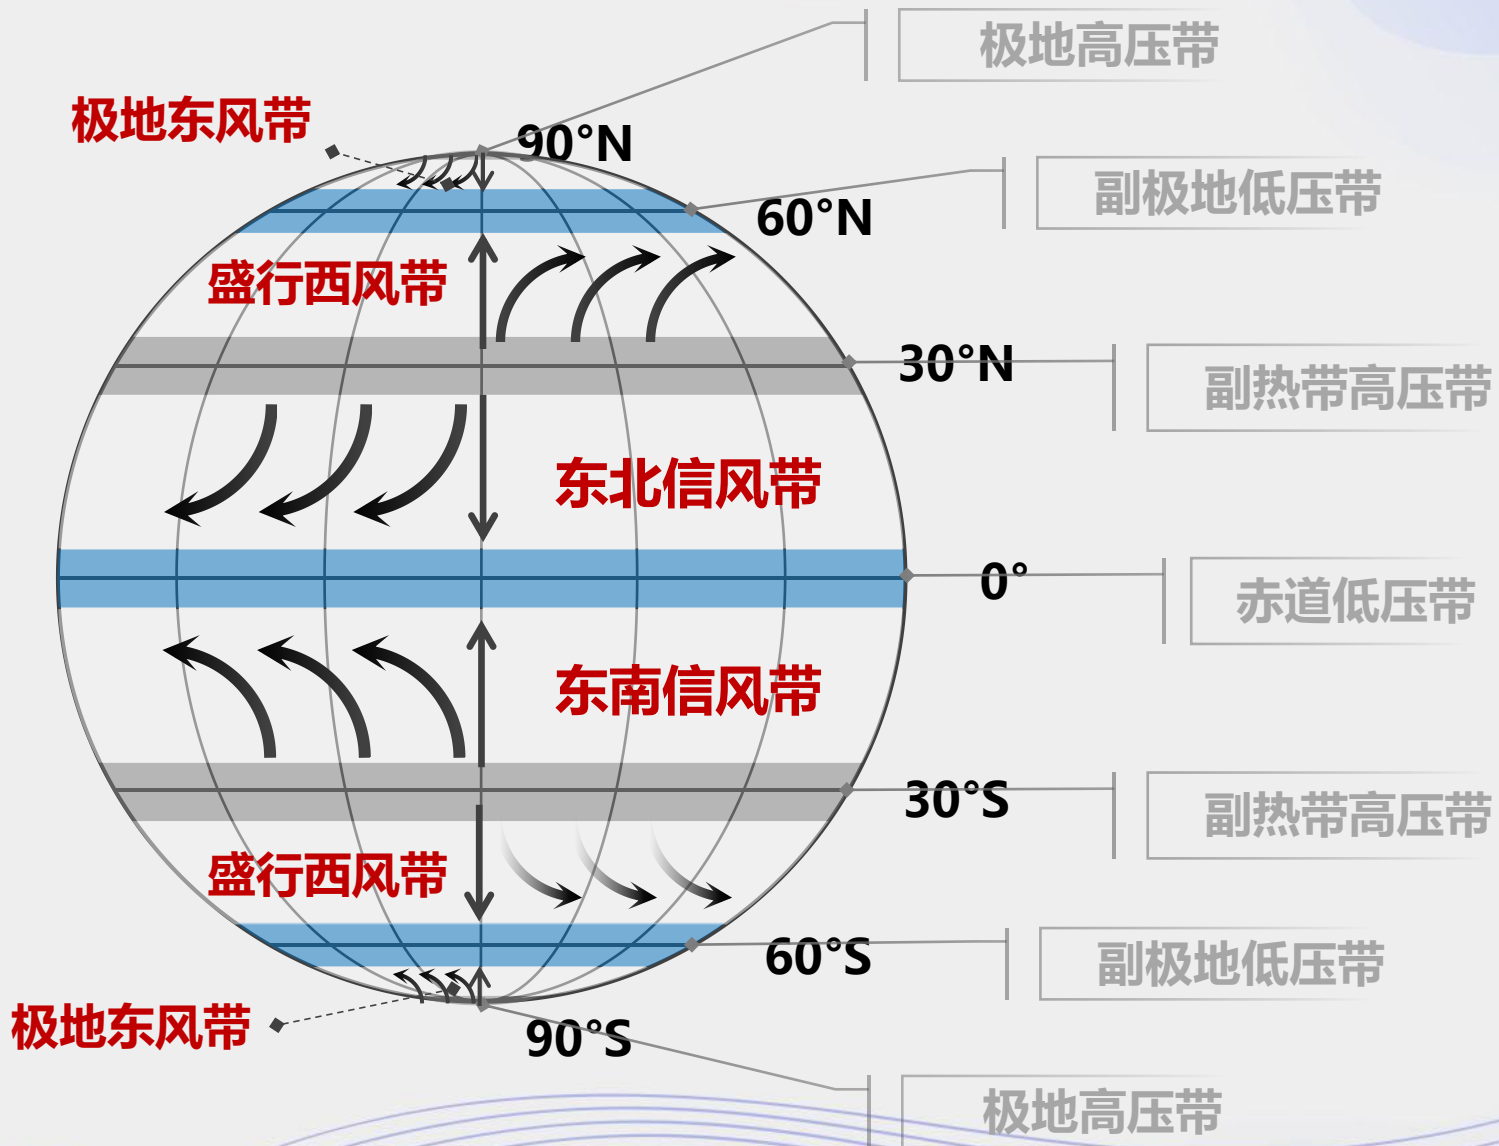 极地高压带
极地东风带
90°N
副极地低压带
60°N
盛行西风带
30°N
副热带高压带
东北信风带
0°
赤道低压带
东南信风带
30°S
副热带高压带
盛行西风带
60°S
副极地低压带
极地东风带
90°S
极地高压带